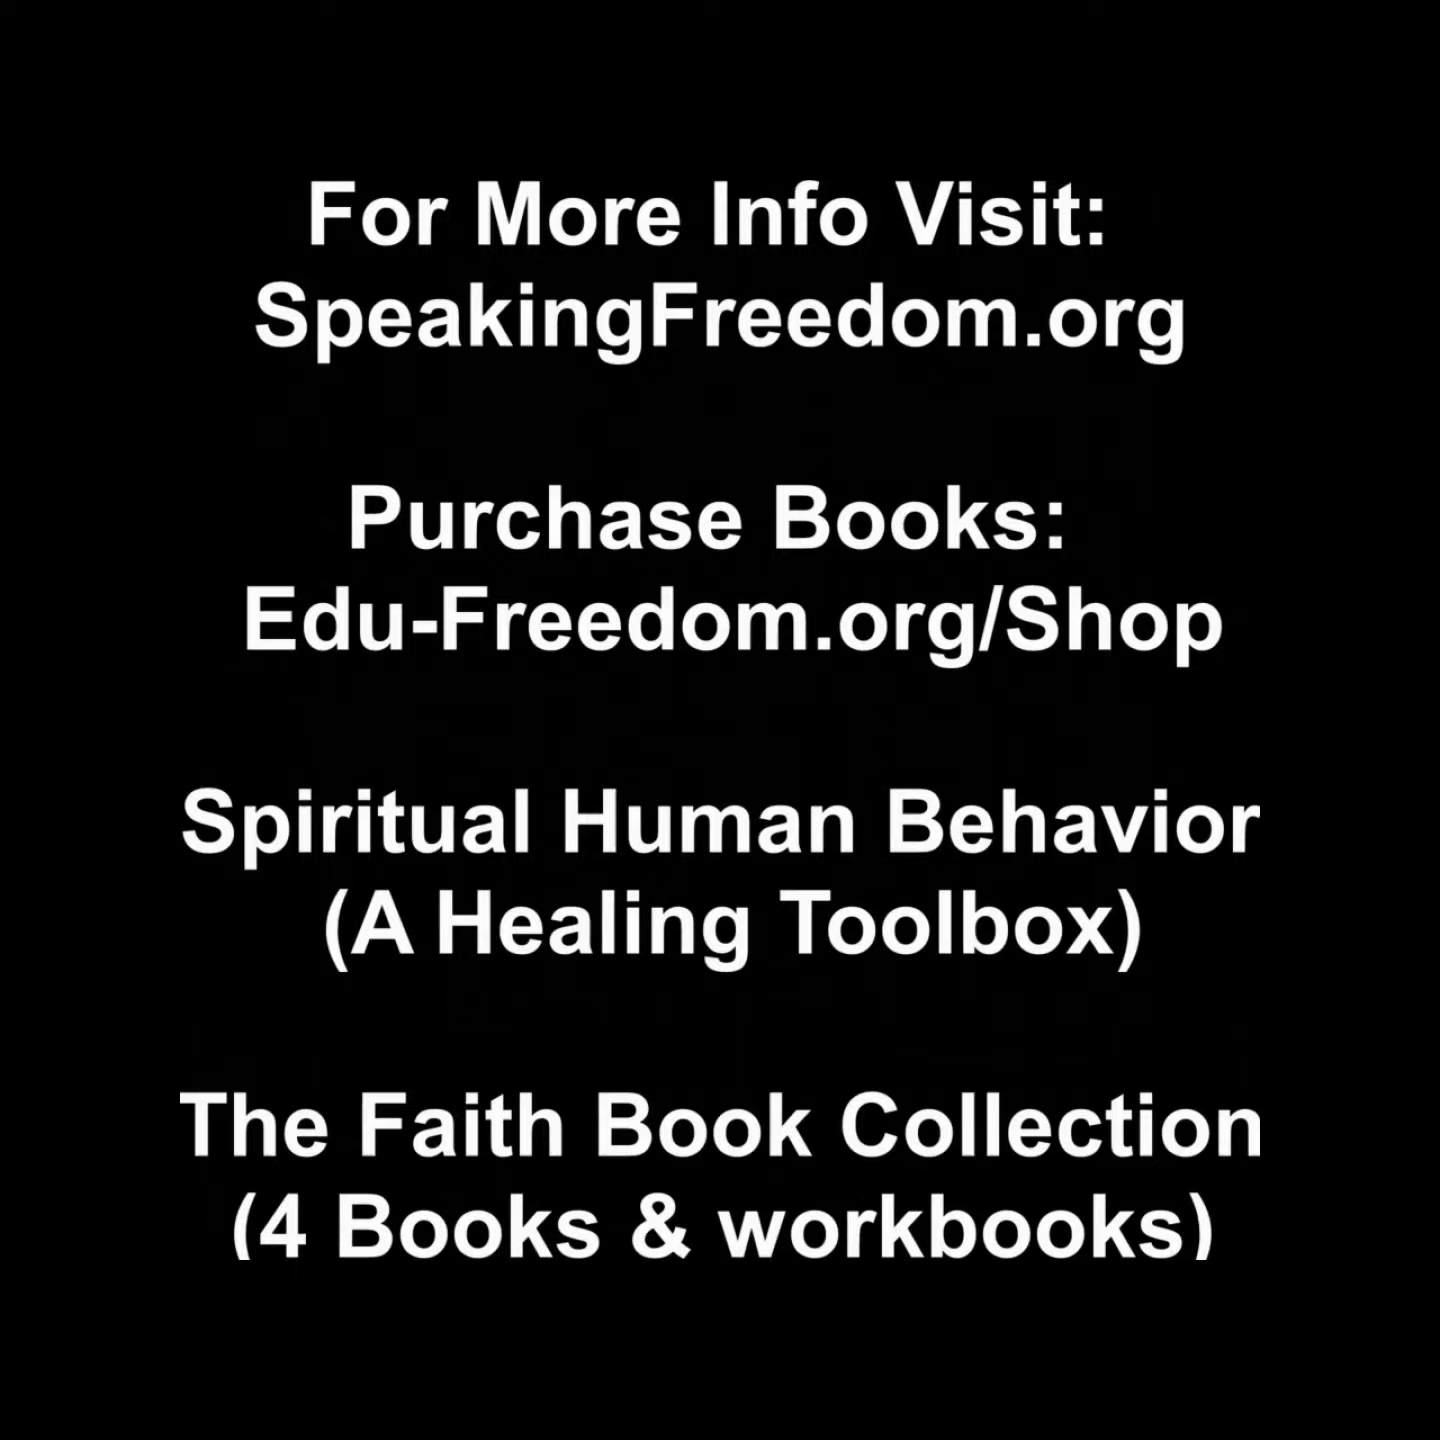 For More Info Visit:
SpeakingFreedom.org
Purchase Books:
Edu-Freedom.org/Shop
Spiritual Human Behavior
(A Healing Toolbox)
The Faith Book Collection
(4 Books & workbooks)